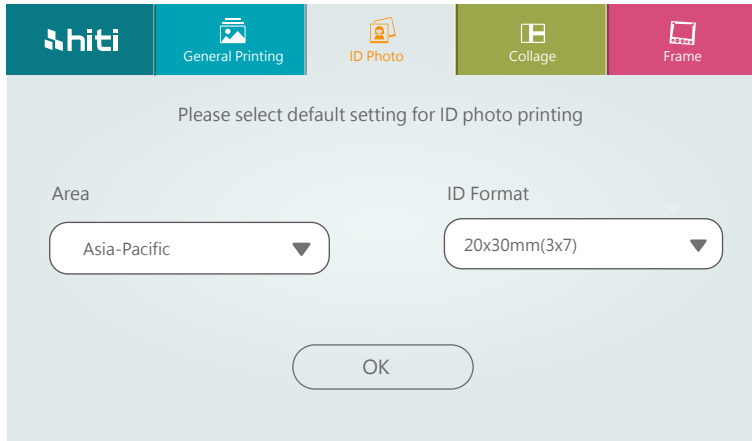 hiti
General Printing
ID Photo
Collage
Frame
Please select default setting for ID photo printing
Area
ID Format
Asia-Pacific
20x30mm(3x7)
OK